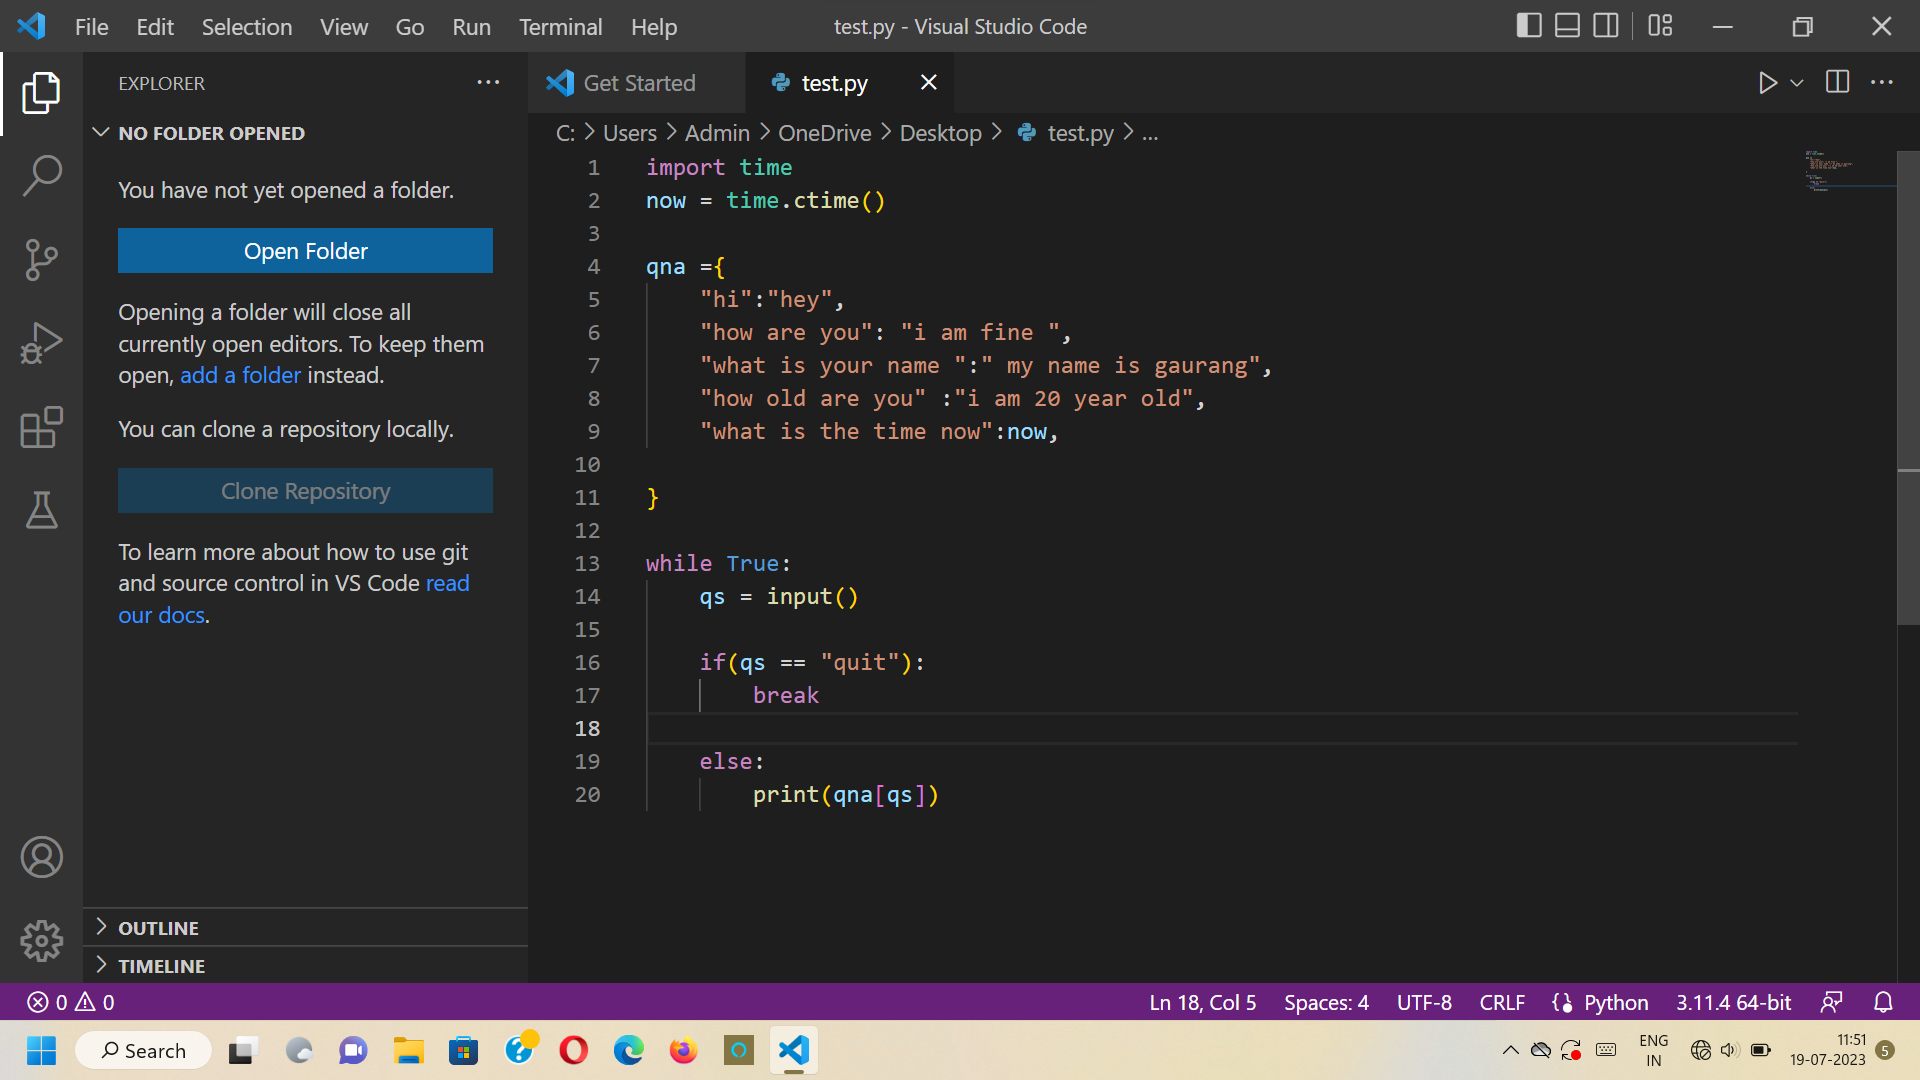 File Edit Selection View Go Run Terminal Help test.py - Visual Studio Code
EXPLORER
NO FOLDER OPENED
You have not yet opened a folder.
Open Folder
Opening a folder will close all
currently open editors. To keep them
open, add a folder instead.
You can clone a repository locally.
Clone Repository
To learn more about how to use git
and source control in VS Code read
our docs.
OUTLINE
TIMELINE
Get Started test.py
C: > Users > Admin > OneDrive > Desktop > test.py > ...
1 import time
2 now = time.ctime()
3
4 qna ={
5     "hi":"hey",
6     "how are you": "i am fine ",
7     "what is your name ":" my name is gaurang",
8     "how old are you" :"i am 20 year old",
9     "what is the time now":now,
10
11 }
12
13 while True:
14     qs = input()
15
16     if(qs == "quit"):
17         break
18
19     else:
20         print(qna[qs])
0 0 Ln 18, Col 5 Spaces: 4 UTF-8 CRLF Python 3.11.4 64-bit
Search ENG
IN
11:51
19-07-2023
5